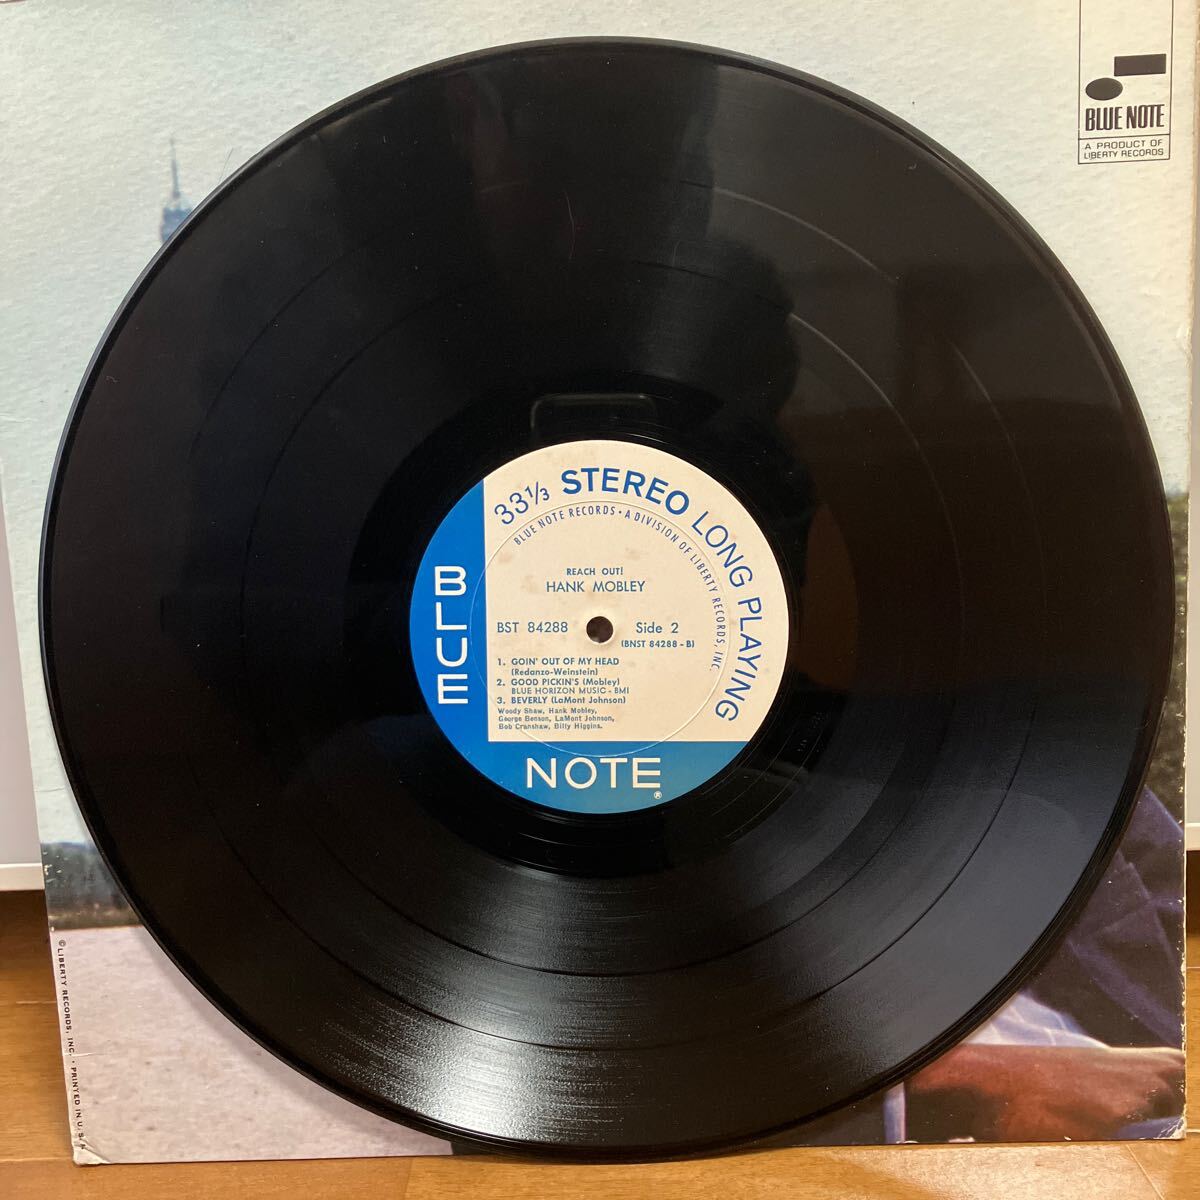 BLUE NOTE
A PRODUCT OF
LIBERTY RECORDS
33⅓ STEREO LONG PLAYING
BLUE NOTE RECORDS • A DIVISION OF LIBERTY RECORDS, INC.
REACH OUT!
HANK MOBLEY
BST 84288 Side 2
(BNST 84288 - B)
1. GOIN' OUT OF MY HEAD
(Redanzo-Weinstein)
2. GOOD PICKIN'S (Mobley)
BLUE HORIZON MUSIC - BMI
3. BEVERLY (LaMont Johnson)
Woody Shaw, Hank Mobley,
George Benson, LaMont Johnson,
Bob Cranshaw, Billy Higgins.
BLUE
NOTE®
© LIBERTY RECORDS, INC. • PRINTED IN U.S.A.